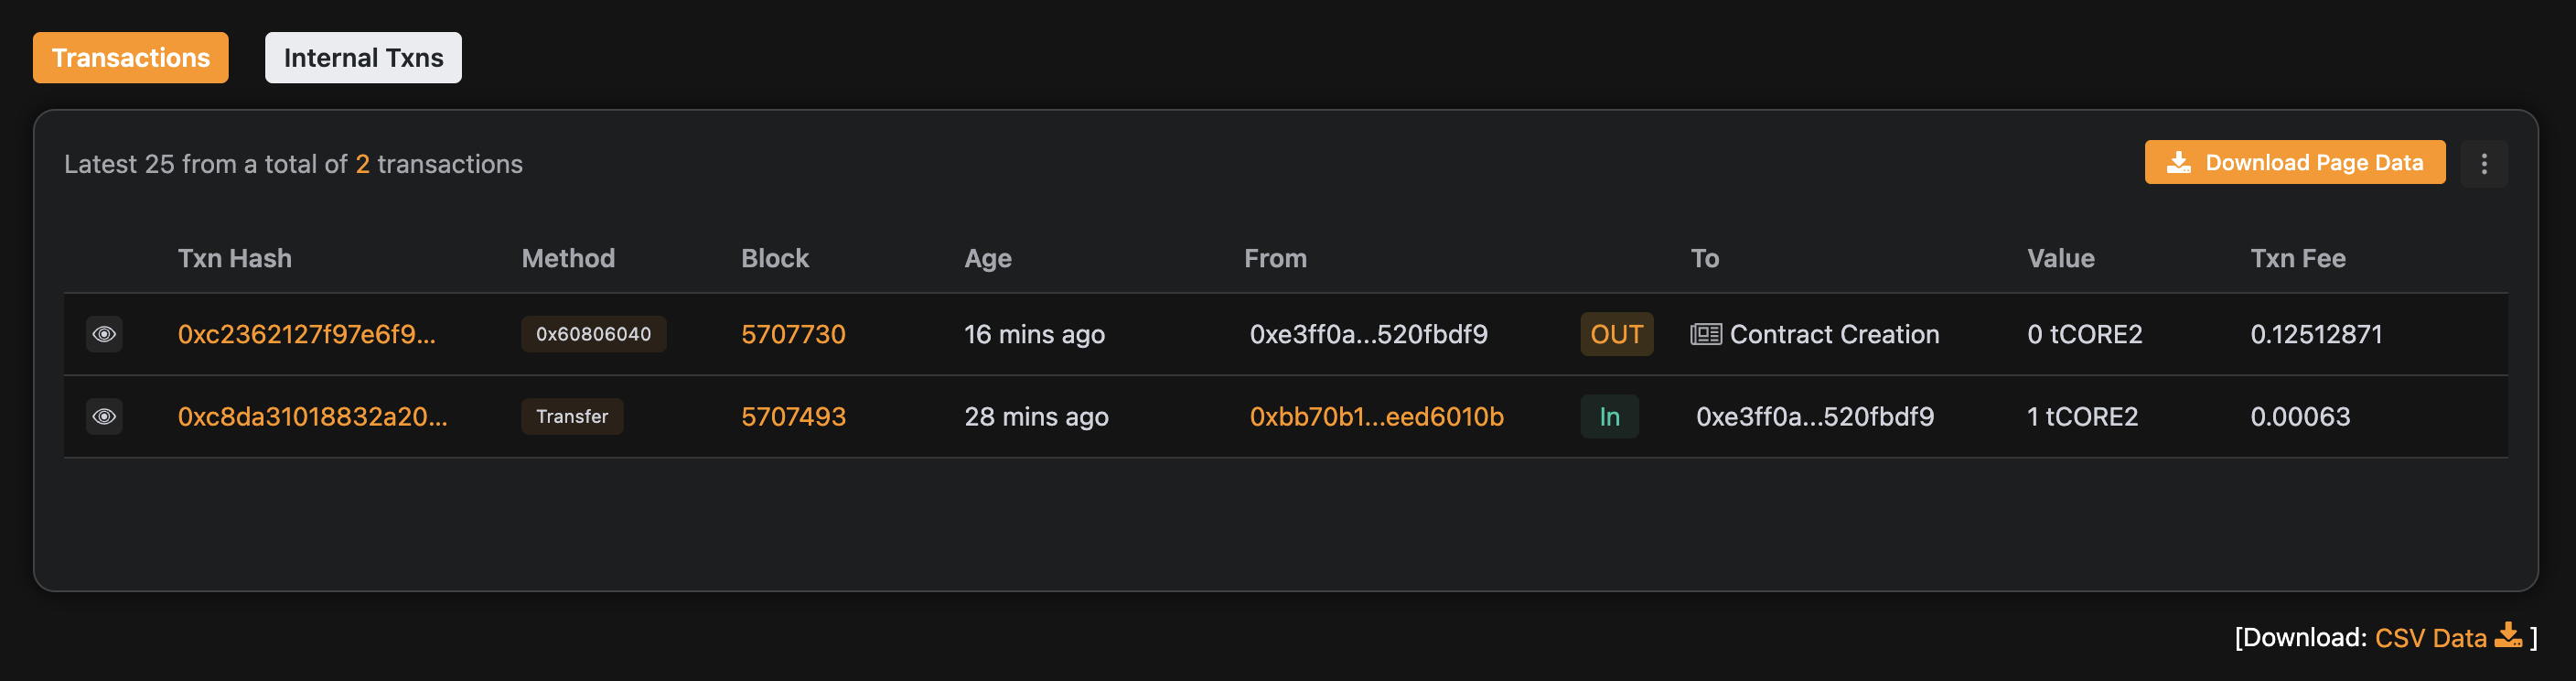 Transactions Internal Txns
Latest 25 from a total of 2 transactions Download Page Data
Txn Hash Method Block Age From To Value Txn Fee
0xc2362127f97e6f9... 0x60806040 5707730 16 mins ago 0xe3ff0a...520fbdf9 OUT Contract Creation 0 tCORE2 0.12512871
0xc8da31018832a20... Transfer 5707493 28 mins ago 0xbb70b1...eed6010b In 0xe3ff0a...520fbdf9 1 tCORE2 0.00063
[Download: CSV Data ]